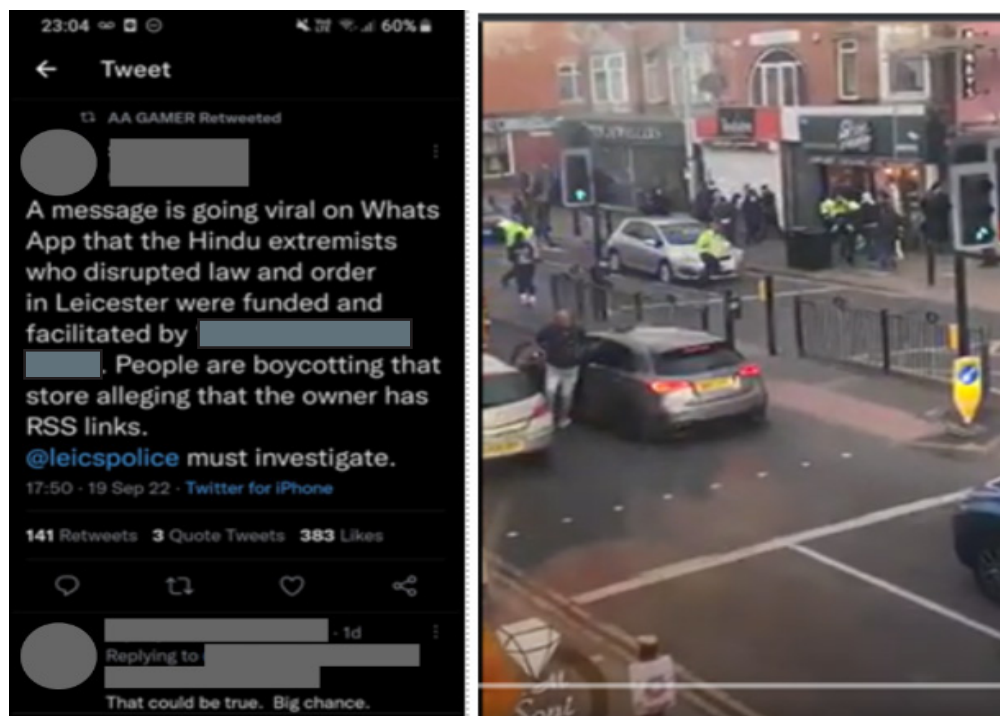 23:04
60%
Tweet
AA GAMER Retweeted
A message is going viral on Whats
App that the Hindu extremists
who disrupted law and order
in Leicester were funded and
facilitated by
. People are boycotting that
store alleging that the owner has
RSS links.
@leicspolice must investigate.
17:50 · 19 Sep 22 · Twitter for iPhone
141 Retweets 3 Quote Tweets 383 Likes
· 1d
Replying to
That could be true. Big chance.
JEWELLERS
Soni